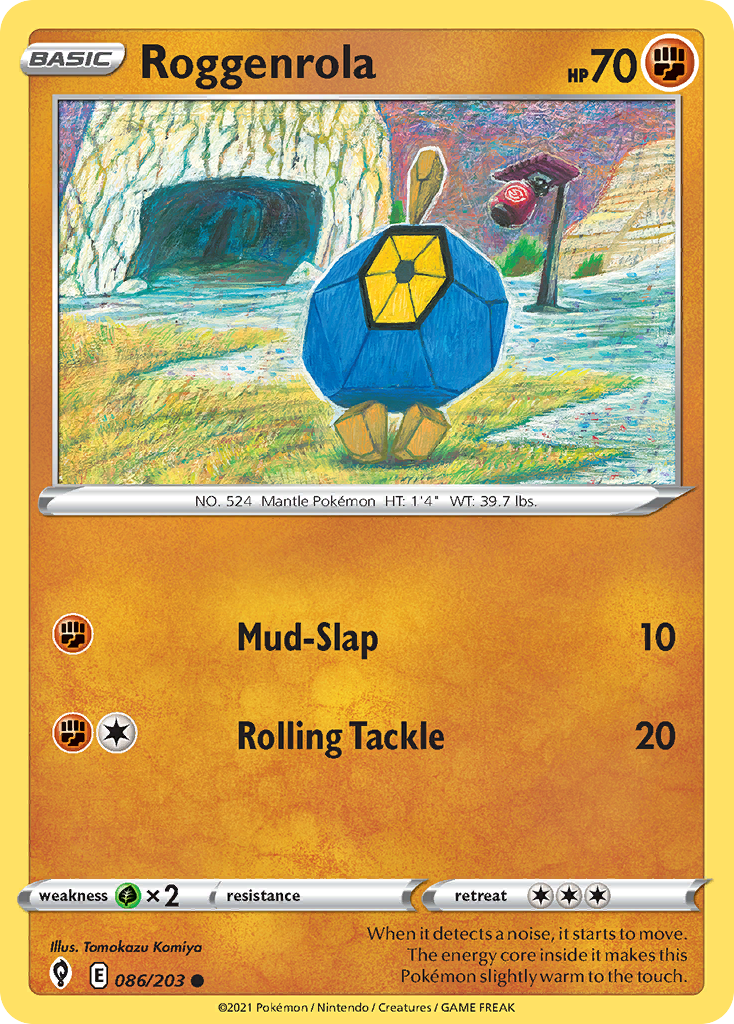 BASIC Roggenrola HP 70
NO. 524 Mantle Pokémon HT: 1'4" WT: 39.7 lbs.
Mud-Slap 10
Rolling Tackle 20
weakness ×2 resistance retreat
When it detects a noise, it starts to move.
The energy core inside it makes this
Pokémon slightly warm to the touch.
Illus. Tomokazu Komiya
E 086/203
©2021 Pokémon / Nintendo / Creatures / GAME FREAK